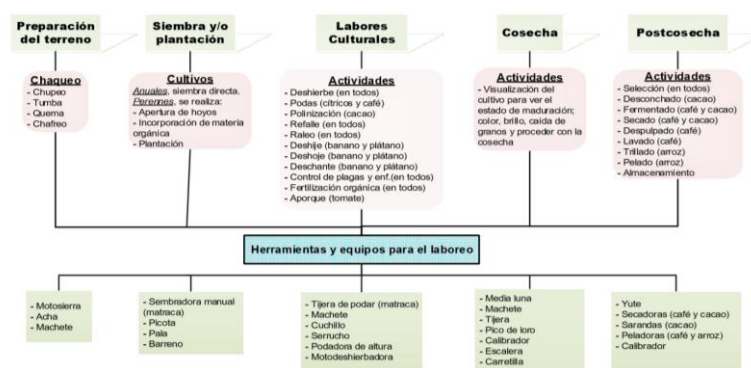 Preparación
del terreno
Siembra y/o
plantación
Labores
Culturales
Cosecha
Postcosecha
Chaqueo
- Chupeo
- Tumba
- Quema
- Chafreo
Cultivos
Anuales, siembra directa.
Perennes, se realiza:
- Apertura de hoyos
- Incorporación de materia
orgánica
- Plantación
Actividades
- Deshierbe (en todos)
- Podas (cítricos y café)
- Polinización (cacao)
- Refalle (en todos)
- Raleo (en todos)
- Deshije (banano y plátano)
- Deshoje (banano y plátano)
- Deschante (banano y plátano)
- Control de plagas y enf.(en todos)
- Fertilización orgánica (en todos)
- Aporque (tomate)
Actividades
- Visualización del
cultivo para ver el
estado de maduración;
color, brillo, caída de
granos y proceder con la
cosecha
Actividades
- Selección (en todos)
- Desconchado (cacao)
- Fermentado (café y cacao)
- Secado (café y cacao)
- Despulpado (café)
- Lavado (café)
- Trillado (arroz)
- Pelado (arroz)
- Almacenamiento
Herramientas y equipos para el laboreo
- Motosierra
- Acha
- Machete
- Sembradora manual
(matraca)
- Picota
- Pala
- Barreno
- Tijera de podar (matraca)
- Machete
- Cuchillo
- Serrucho
- Podadora de altura
- Motodeshierbadora
- Media luna
- Machete
- Tijera
- Pico de loro
- Calibrador
- Escalera
- Carretilla
- Yute
- Secadoras (café y cacao)
- Sarandas (cacao)
- Peladoras (café y arroz)
- Calibrador